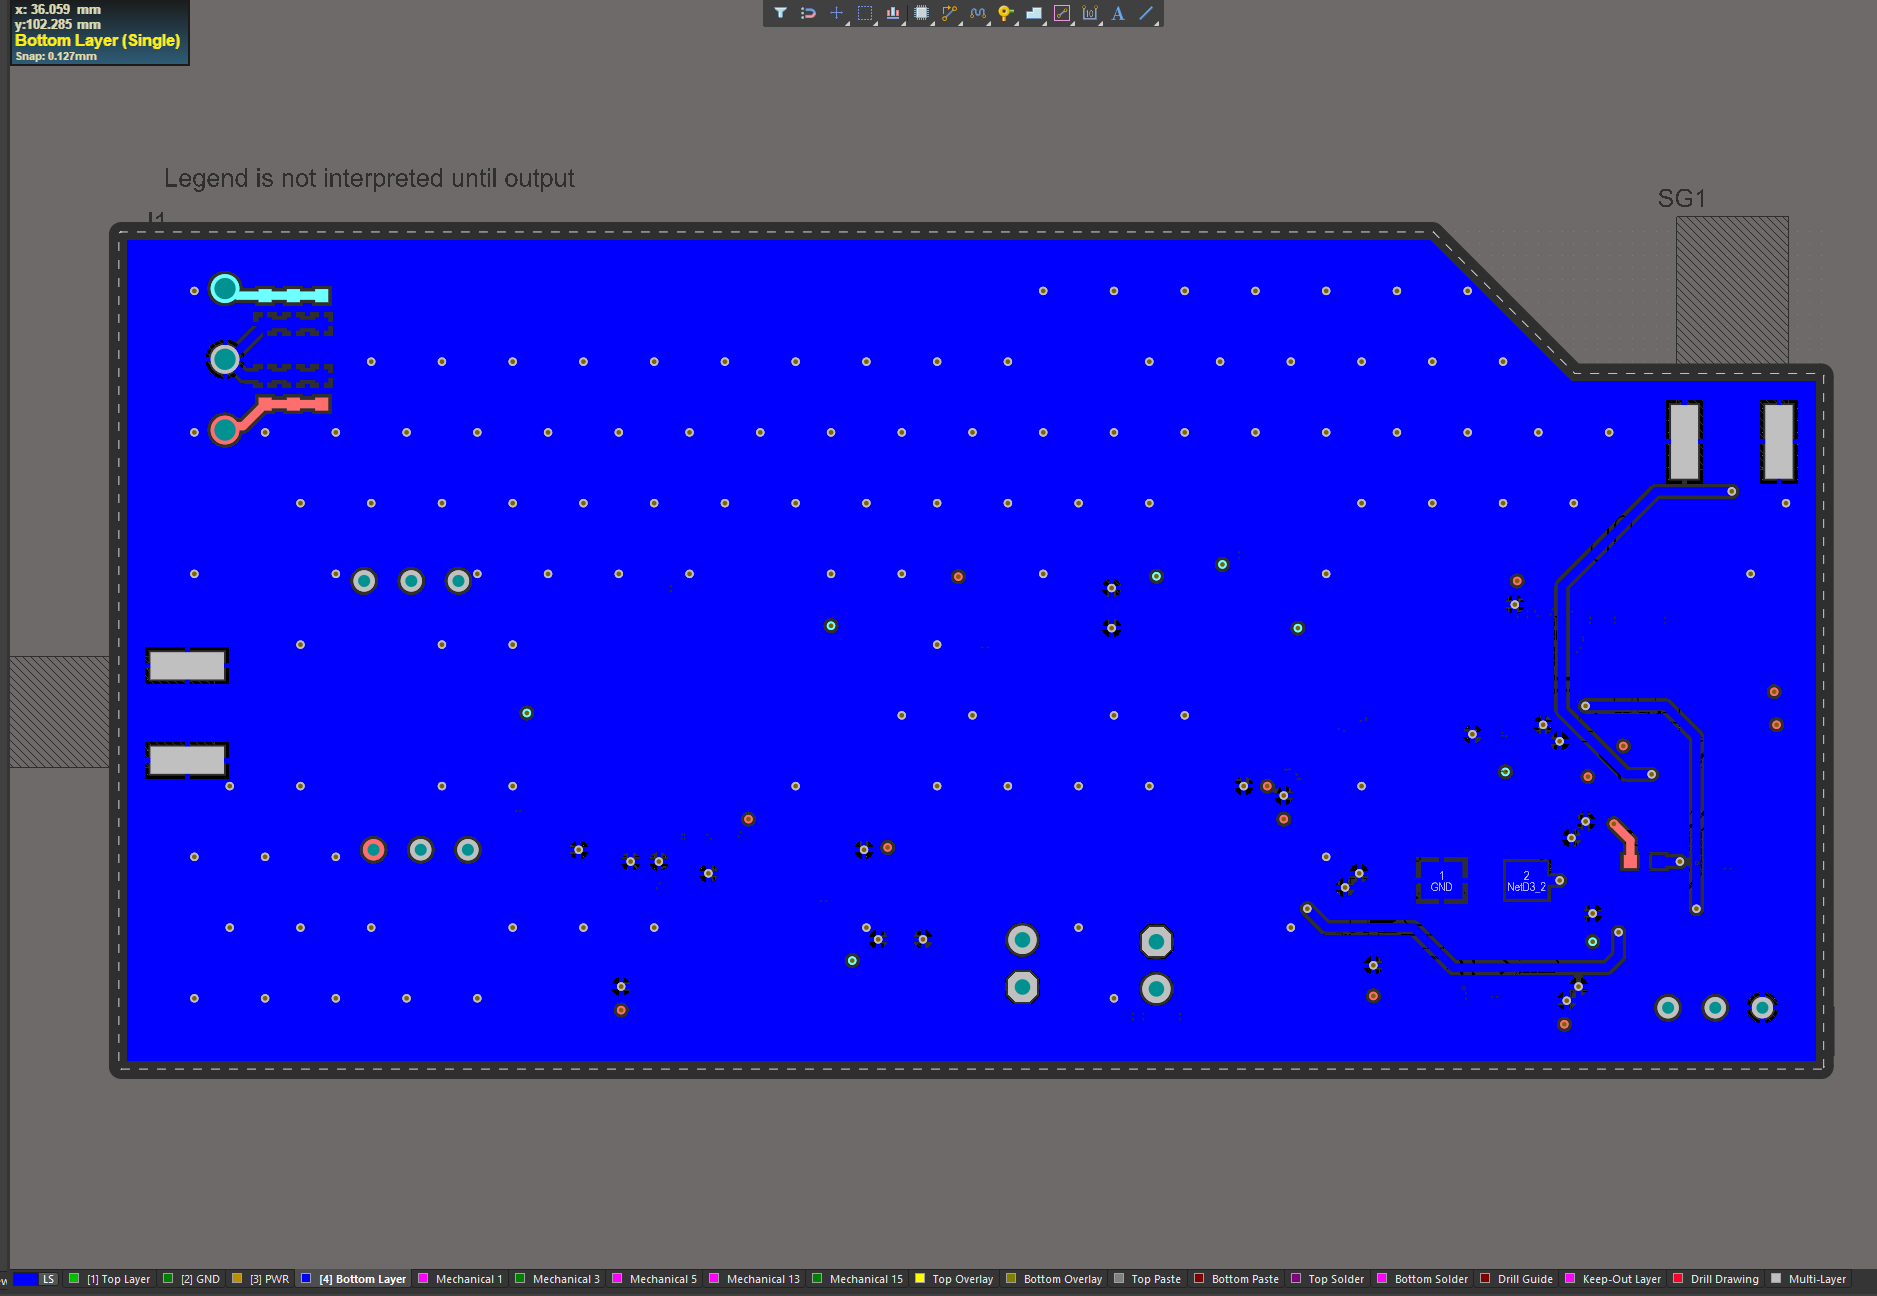 x: 36.059 mm
y:102.285 mm
Bottom Layer (Single)
Snap: 0.127mm
Legend is not interpreted until output
J1
SG1
1
GND
2
NetD3_2
LS
[1] Top Layer
[2] GND
[3] PWR
[4] Bottom Layer
Mechanical 1
Mechanical 3
Mechanical 5
Mechanical 13
Mechanical 15
Top Overlay
Bottom Overlay
Top Paste
Bottom Paste
Top Solder
Bottom Solder
Drill Guide
Keep-Out Layer
Drill Drawing
Multi-Layer